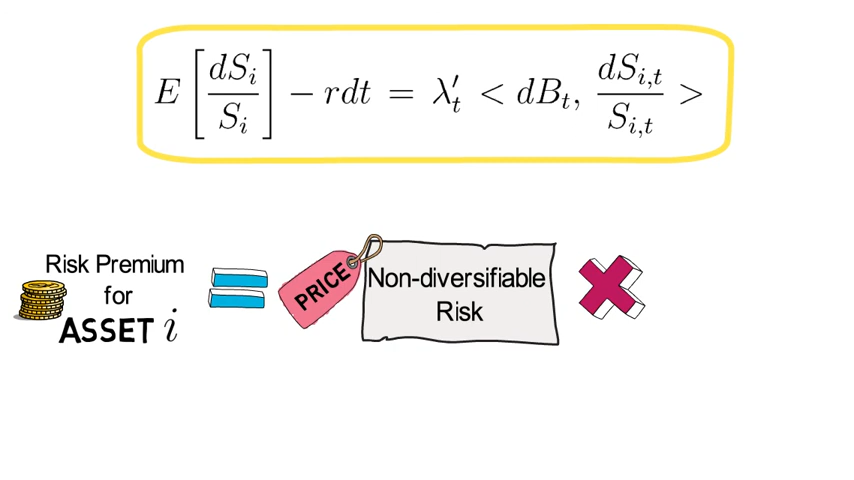 E [ dS_i / S_i ] − rdt = λ'_t < dB_t, dS_{i,t} / S_{i,t} >
Risk Premium
for
ASSET i
PRICE
Non-diversifiable
Risk